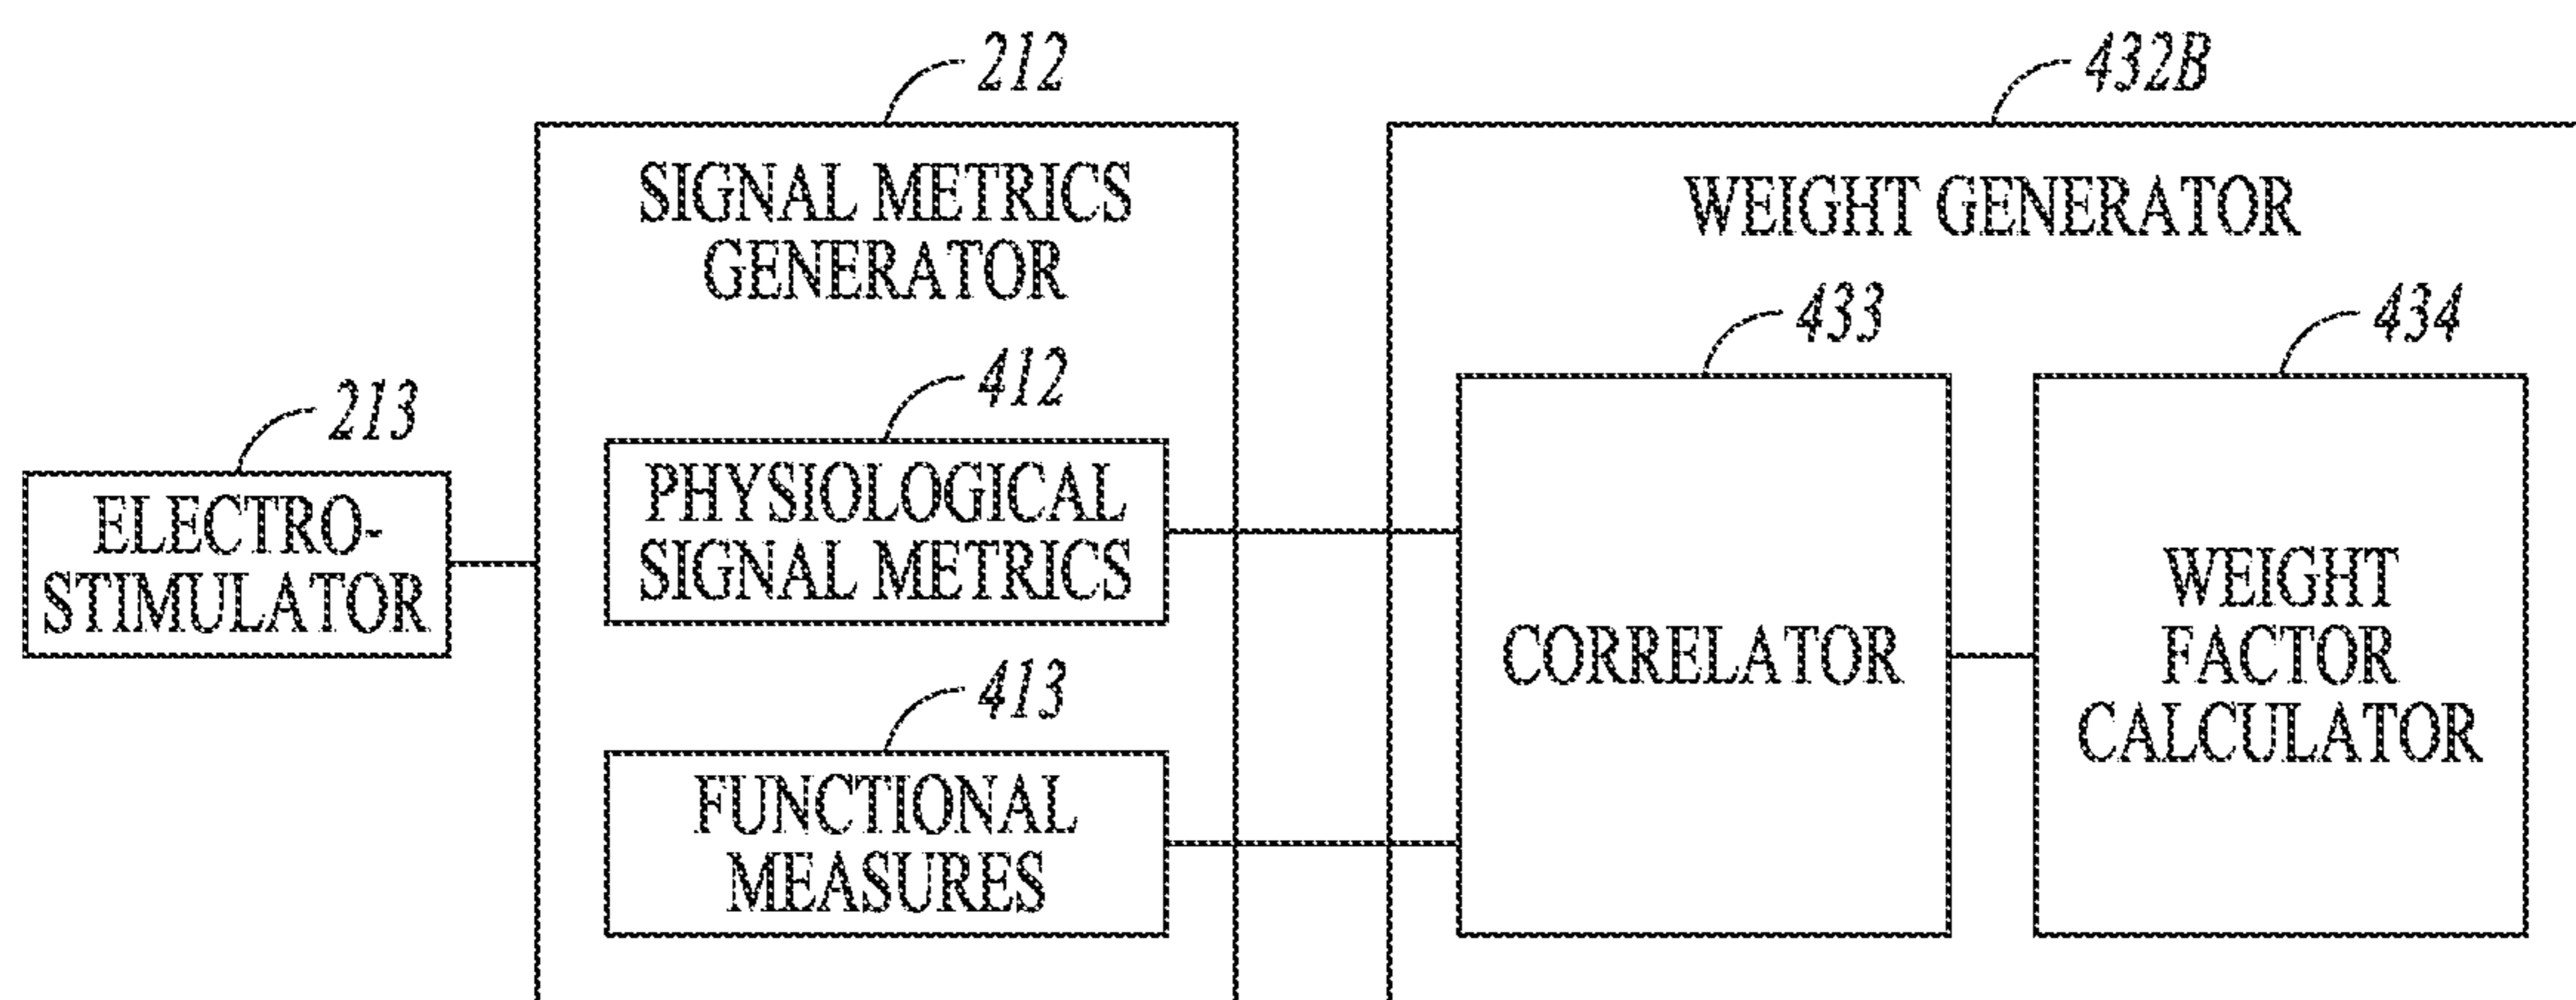 212
432B
SIGNAL METRICS
GENERATOR
WEIGHT GENERATOR
433
434
412
213
PHYSIOLOGICAL
SIGNAL METRICS
ELECTRO-
STIMULATOR
CORRELATOR
WEIGHT
FACTOR
CALCULATOR
413
FUNCTIONAL
MEASURES